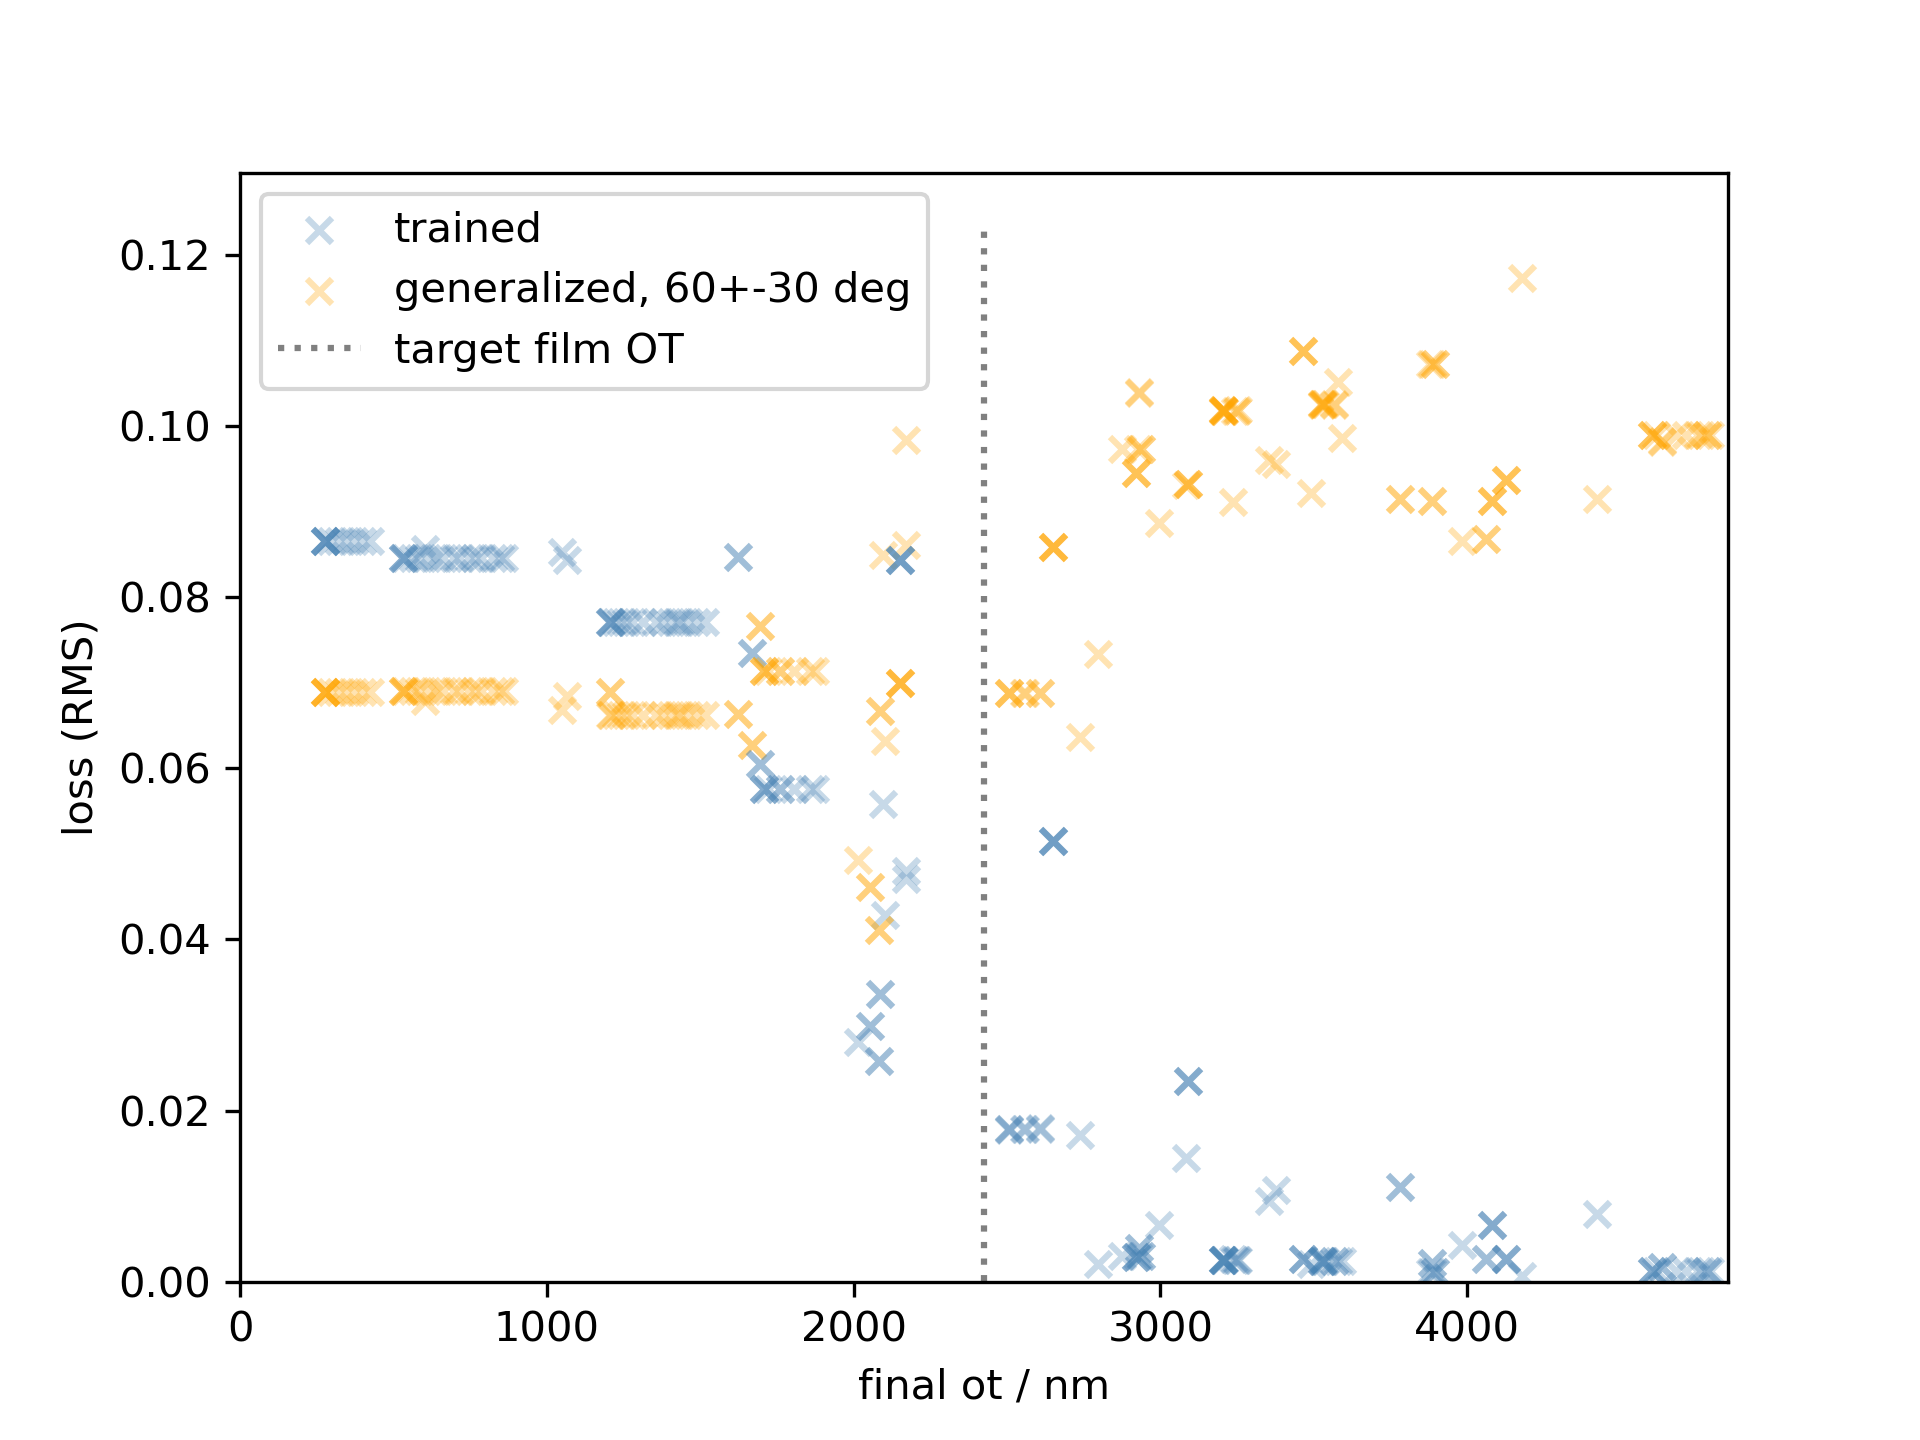 trained
generalized, 60+-30 deg
target film OT
0.12
0.10
0.08
0.06
0.04
0.02
0.00
loss (RMS)
0
1000
2000
3000
4000
final ot / nm